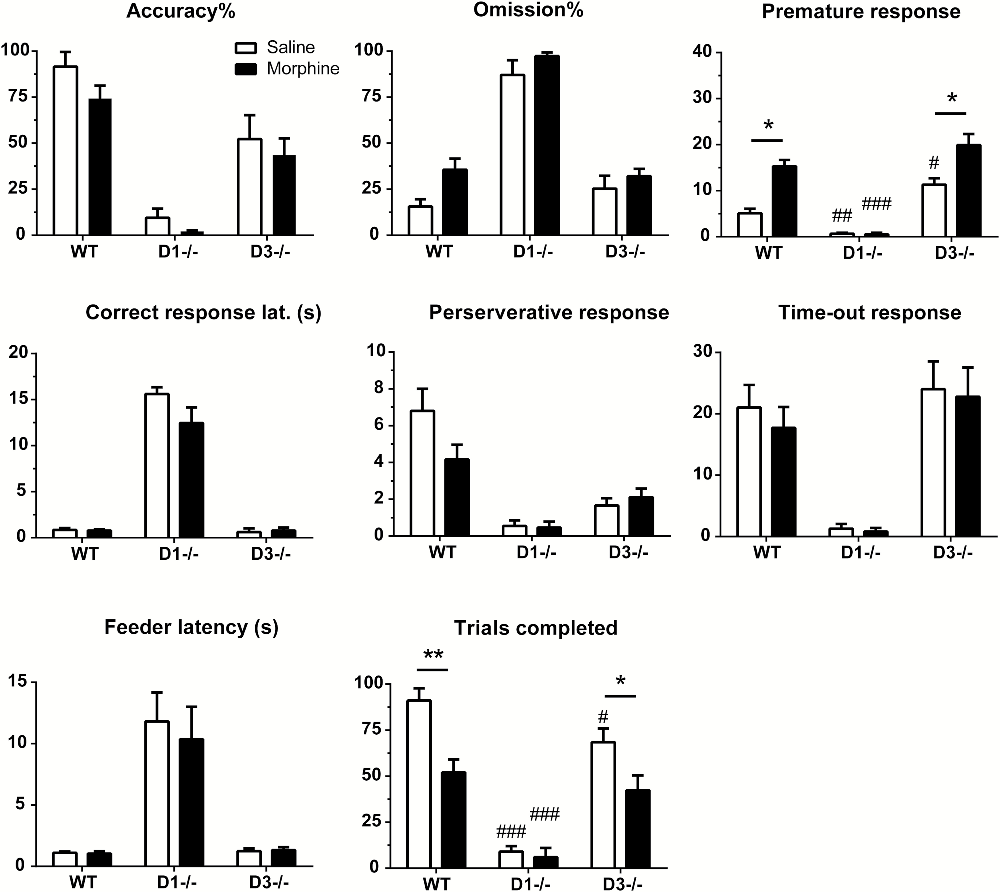 Accuracy%
Saline
Morphine
100
75
50
25
0
WT D1-/- D3-/-
Omission%
100
75
50
25
0
WT D1-/- D3-/-
Premature response
40
30
20
10
0
*
*
#
##
###
WT D1-/- D3-/-
Correct response lat. (s)
20
15
10
5
0
WT D1-/- D3-/-
Perserverative response
10
8
6
4
2
0
WT D1-/- D3-/-
Time-out response
30
20
10
0
WT D1-/- D3-/-
Feeder latency (s)
15
10
5
0
WT D1-/- D3-/-
Trials completed
**
*
#
###
###
100
75
50
25
0
WT D1-/- D3-/-